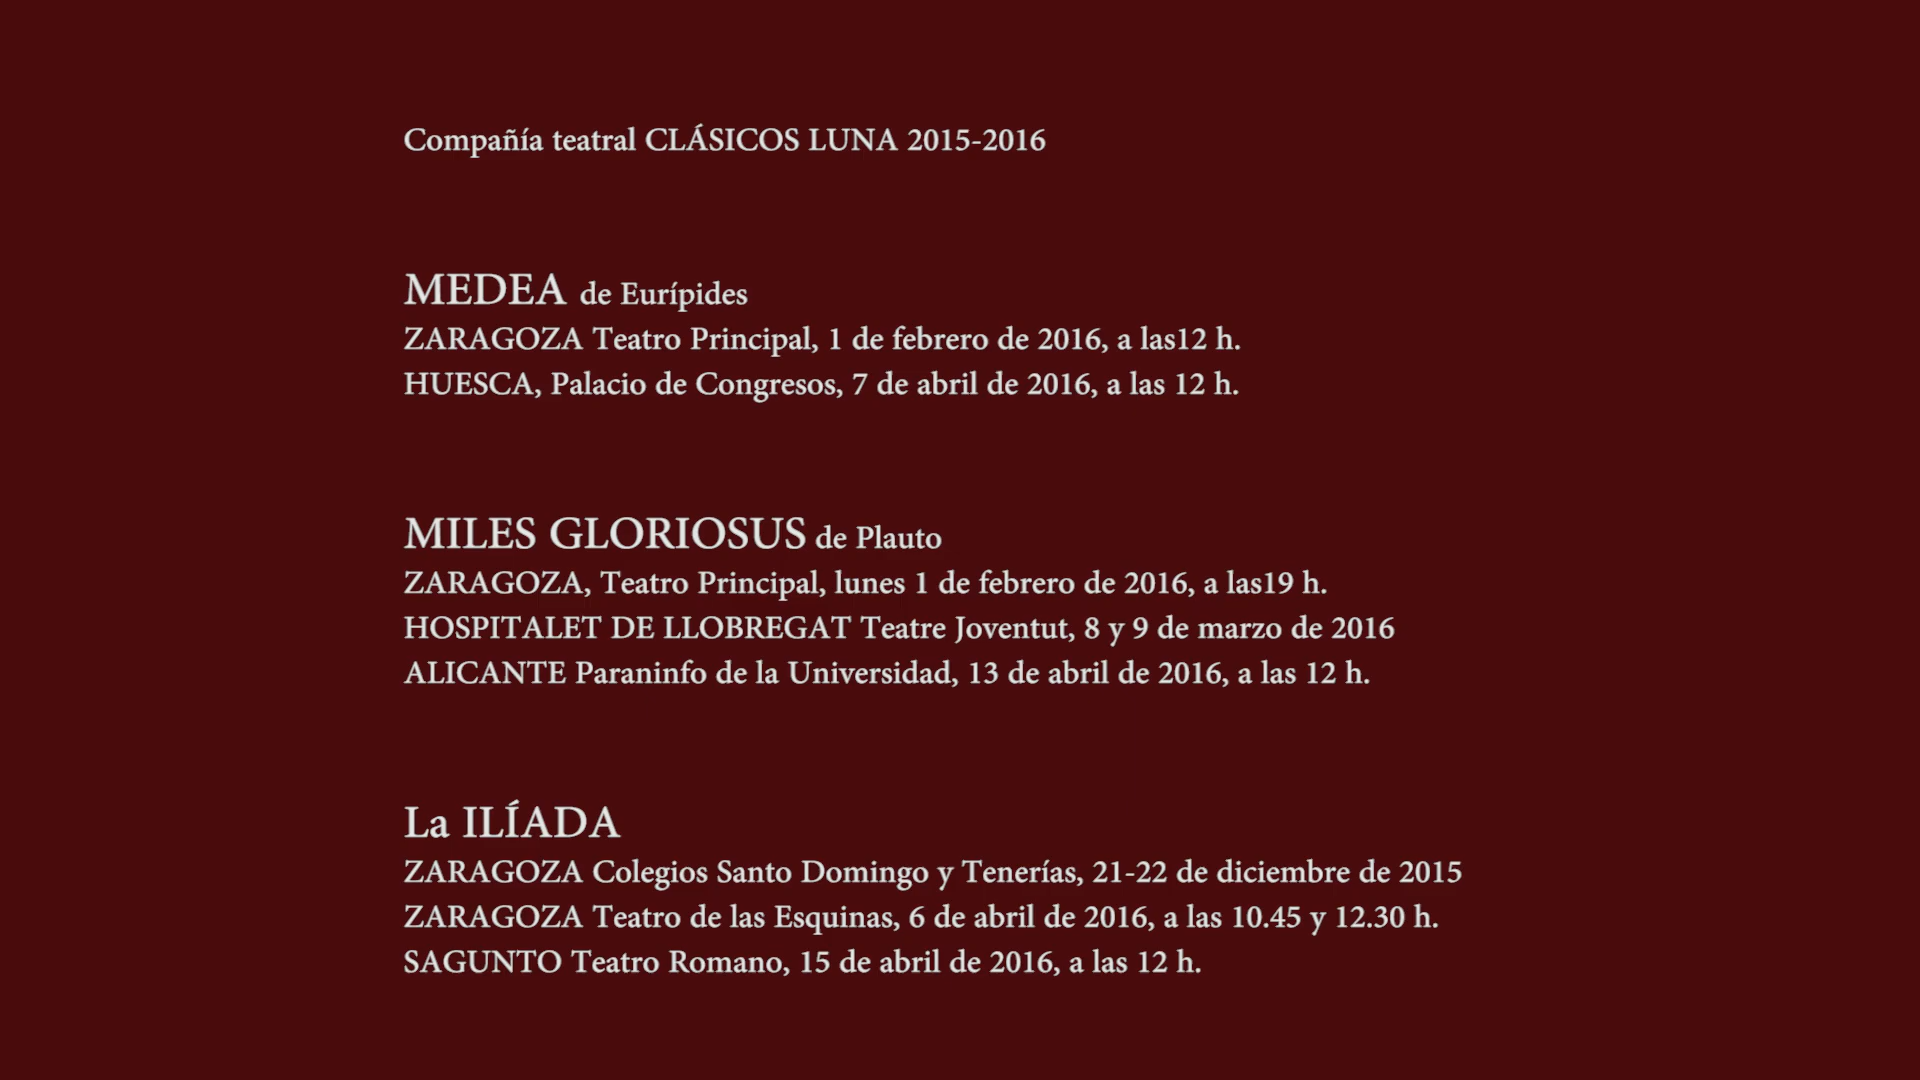 Compañía teatral CLÁSICOS LUNA 2015-2016
MEDEA de Eurípides
ZARAGOZA Teatro Principal, 1 de febrero de 2016, a las12 h.
HUESCA, Palacio de Congresos, 7 de abril de 2016, a las 12 h.
MILES GLORIOSUS de Plauto
ZARAGOZA, Teatro Principal, lunes 1 de febrero de 2016, a las19 h.
HOSPITALET DE LLOBREGAT Teatre Joventut, 8 y 9 de marzo de 2016
ALICANTE Paraninfo de la Universidad, 13 de abril de 2016, a las 12 h.
La ILÍADA
ZARAGOZA Colegios Santo Domingo y Tenerías, 21-22 de diciembre de 2015
ZARAGOZA Teatro de las Esquinas, 6 de abril de 2016, a las 10.45 y 12.30 h.
SAGUNTO Teatro Romano, 15 de abril de 2016, a las 12 h.